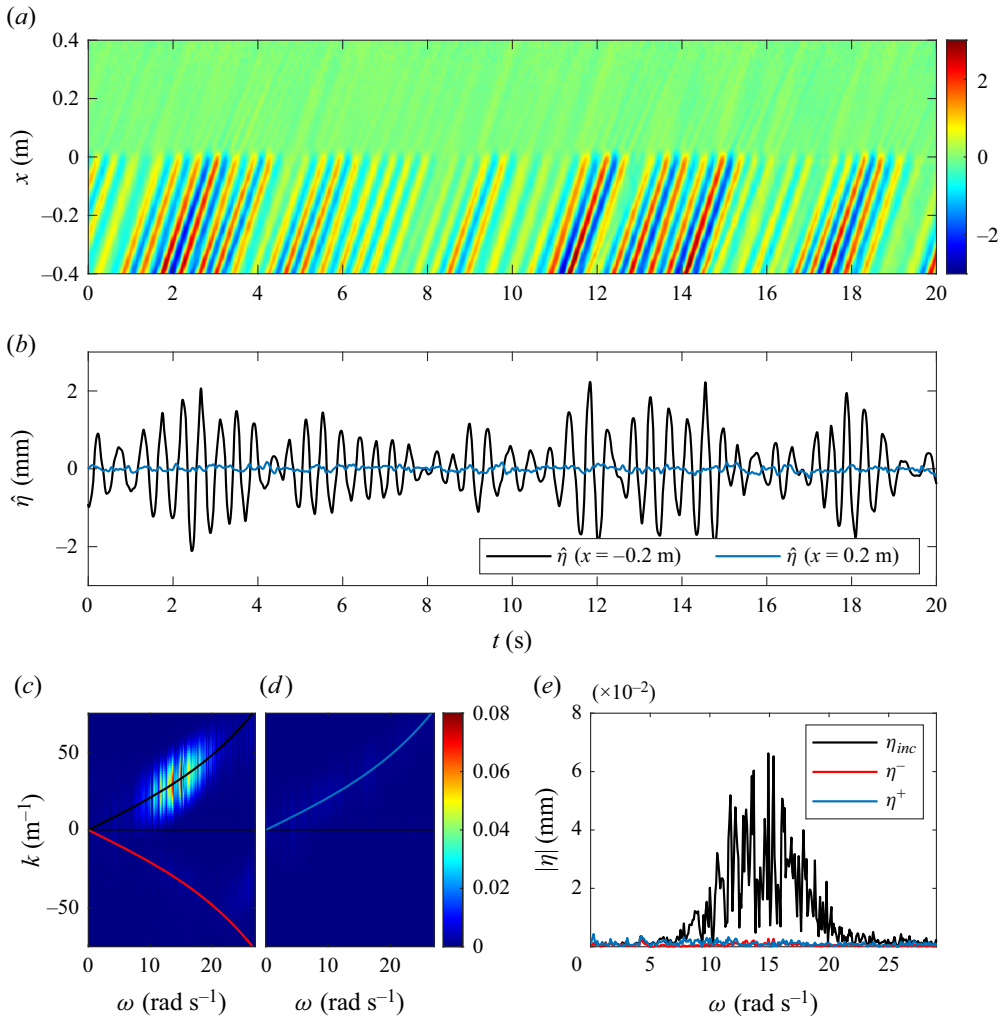 (a)
0.4
0.2
0
−0.2
−0.4
x (m)
0 2 4 6 8 10 12 14 16 18 20
2
0
−2
(b)
2
0
−2
η̂ (mm)
η̂ (x = −0.2 m) η̂ (x = 0.2 m)
0 2 4 6 8 10 12 14 16 18 20
t (s)
(c) (d) (e)
50
0
−50
k (m⁻¹)
0 10 20
ω (rad s⁻¹)
0 10 20
ω (rad s⁻¹)
0.08
0.06
0.04
0.02
0
(×10⁻²)
8
6
4
2
0
|η| (mm)
η_inc
η⁻
η⁺
0 5 10 15 20 25
ω (rad s⁻¹)